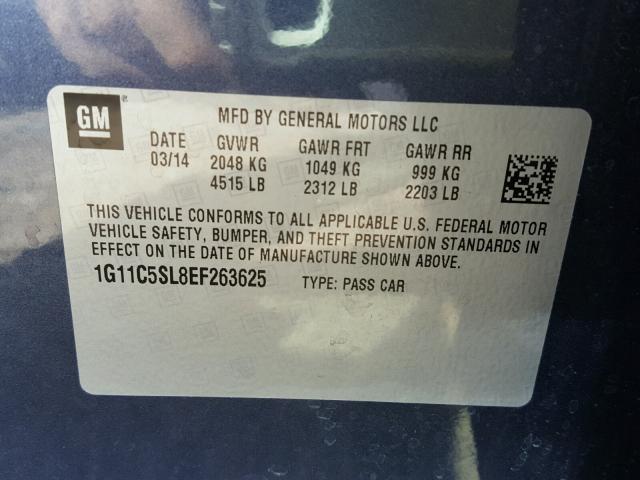 GM
MFD BY GENERAL MOTORS LLC
DATE GVWR GAWR FRT GAWR RR
03/14 2048 KG 1049 KG 999 KG
4515 LB 2312 LB 2203 LB
THIS VEHICLE CONFORMS TO ALL APPLICABLE U.S. FEDERAL MOTOR
VEHICLE SAFETY, BUMPER, AND THEFT PREVENTION STANDARDS IN
EFFECT ON THE DATE OF MANUFACTURE SHOWN ABOVE.
1G11C5SL8EF263625 TYPE: PASS CAR